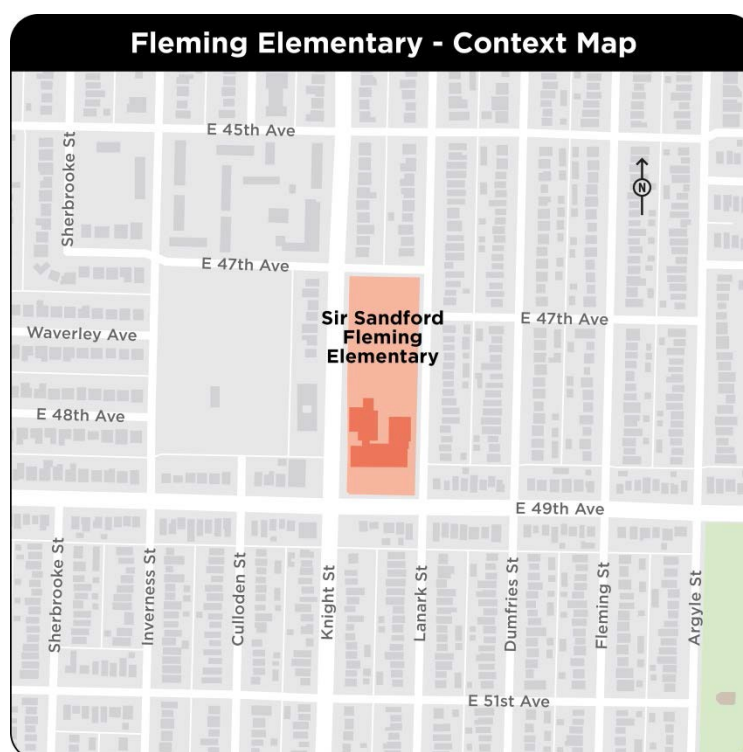 Fleming Elementary - Context Map
E 45th Ave
Sherbrooke St
N
E 47th Ave
Sir Sandford
Fleming
Elementary
E 47th Ave
Waverley Ave
E 48th Ave
E 49th Ave
Sherbrooke St
Inverness St
Culloden St
Knight St
Lanark St
Dumfries St
Fleming St
Argyle St
E 51st Ave